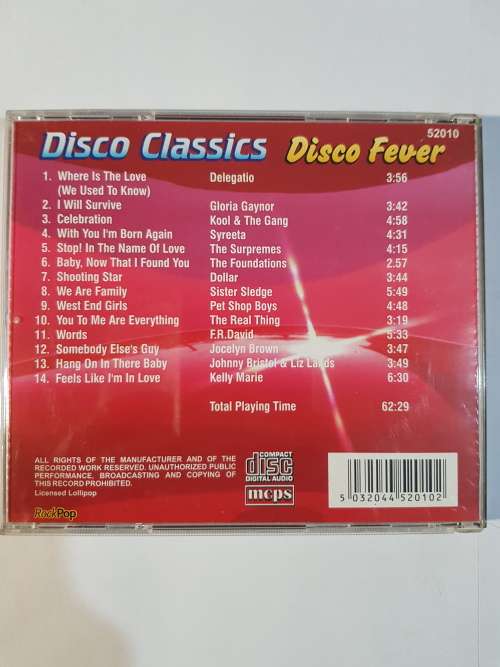 52010
Disco Classics Disco Fever
1. Where Is The Love Delegatio 3:56
(We Used To Know)
2. I Will Survive Gloria Gaynor 3:42
3. Celebration Kool & The Gang 4:58
4. With You I'm Born Again Syreeta 4:31
5. Stop! In The Name Of Love The Surpremes 4:15
6. Baby, Now That I Found You The Foundations 2.57
7. Shooting Star Dollar 3:44
8. We Are Family Sister Sledge 5:49
9. West End Girls Pet Shop Boys 4:48
10. You To Me Are Everything The Real Thing 3:19
11. Words F.R.David 5:33
12. Somebody Else's Guy Jocelyn Brown 3:47
13. Hang On In There Baby Johnny Bristol & Liz Lands 3:49
14. Feels Like I'm In Love Kelly Marie 6:30
Total Playing Time 62:29
ALL RIGHTS OF THE MANUFACTURER AND OF THE
RECORDED WORK RESERVED. UNAUTHORIZED PUBLIC
PERFORMANCE, BROADCASTING AND COPYING OF
THIS RECORD PROHIBITED.
Licensed Lollipop
RockPop
COMPACT
disc
DIGITAL AUDIO
mcps
5 032044 520102